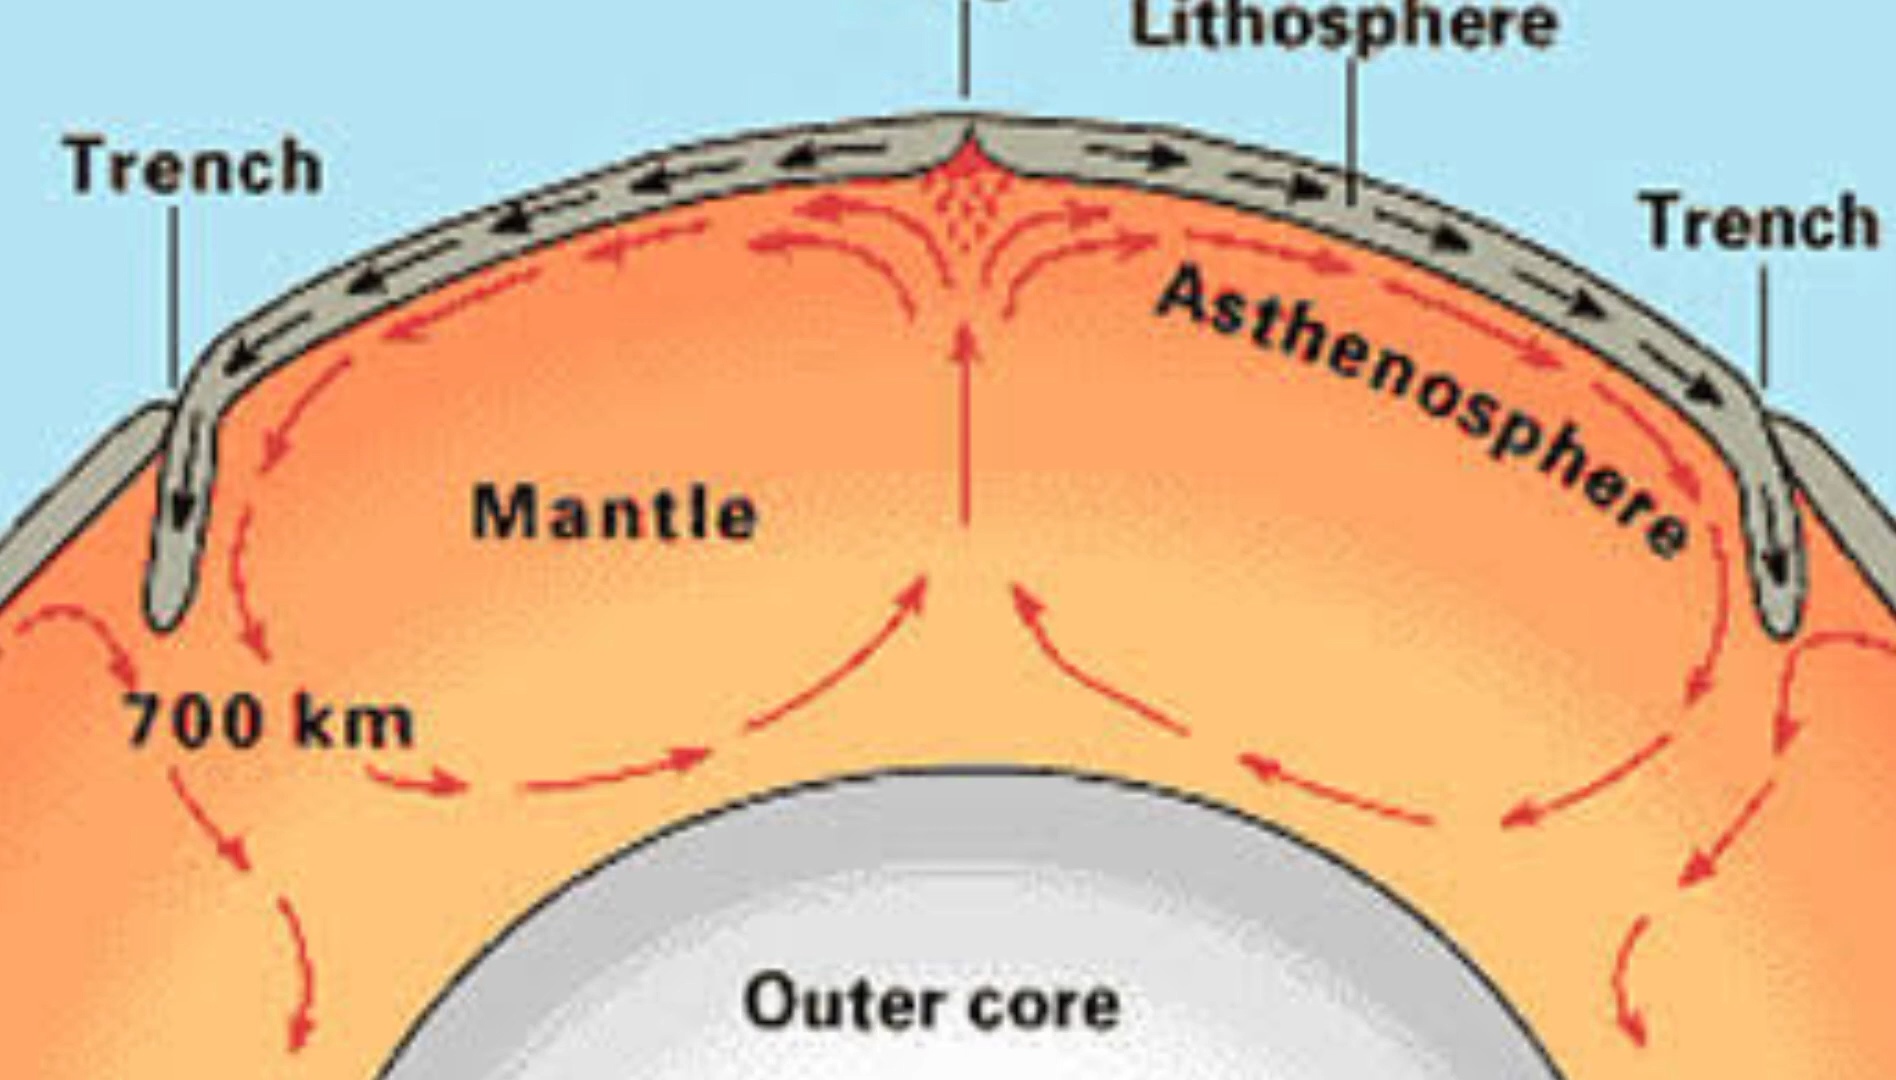 Lithosphere
Trench
Trench
Asthenosphere
Mantle
700 km
Outer core